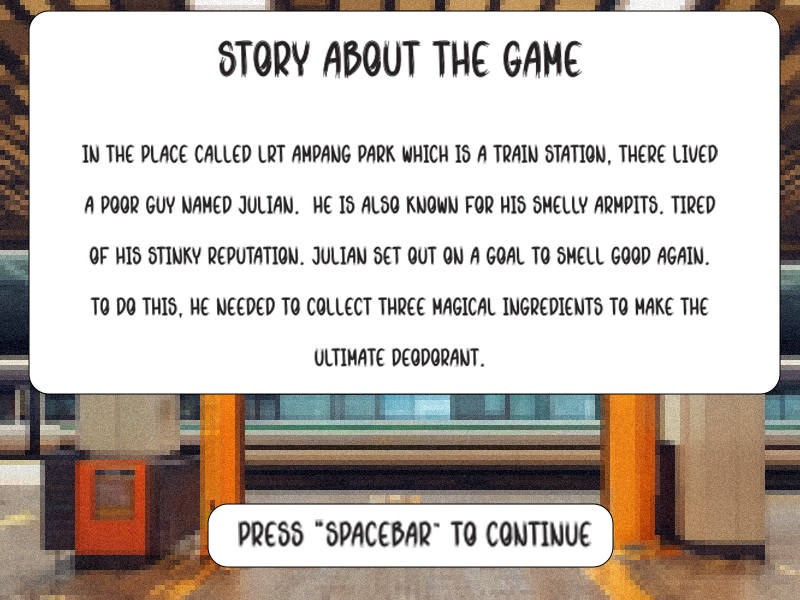 STORY ABOUT THE GAME
IN THE PLACE CALLED LRT AMPANG PARK WHICH IS A TRAIN STATION, THERE LIVED
A POOR GUY NAMED JULIAN. HE IS ALSO KNOWN FOR HIS SMELLY ARMPITS. TIRED
OF HIS STINKY REPUTATION. JULIAN SET OUT ON A GOAL TO SMELL GOOD AGAIN.
TO DO THIS, HE NEEDED TO COLLECT THREE MAGICAL INGREDIENTS TO MAKE THE
ULTIMATE DEODORANT.
PRESS "SPACEBAR" TO CONTINUE